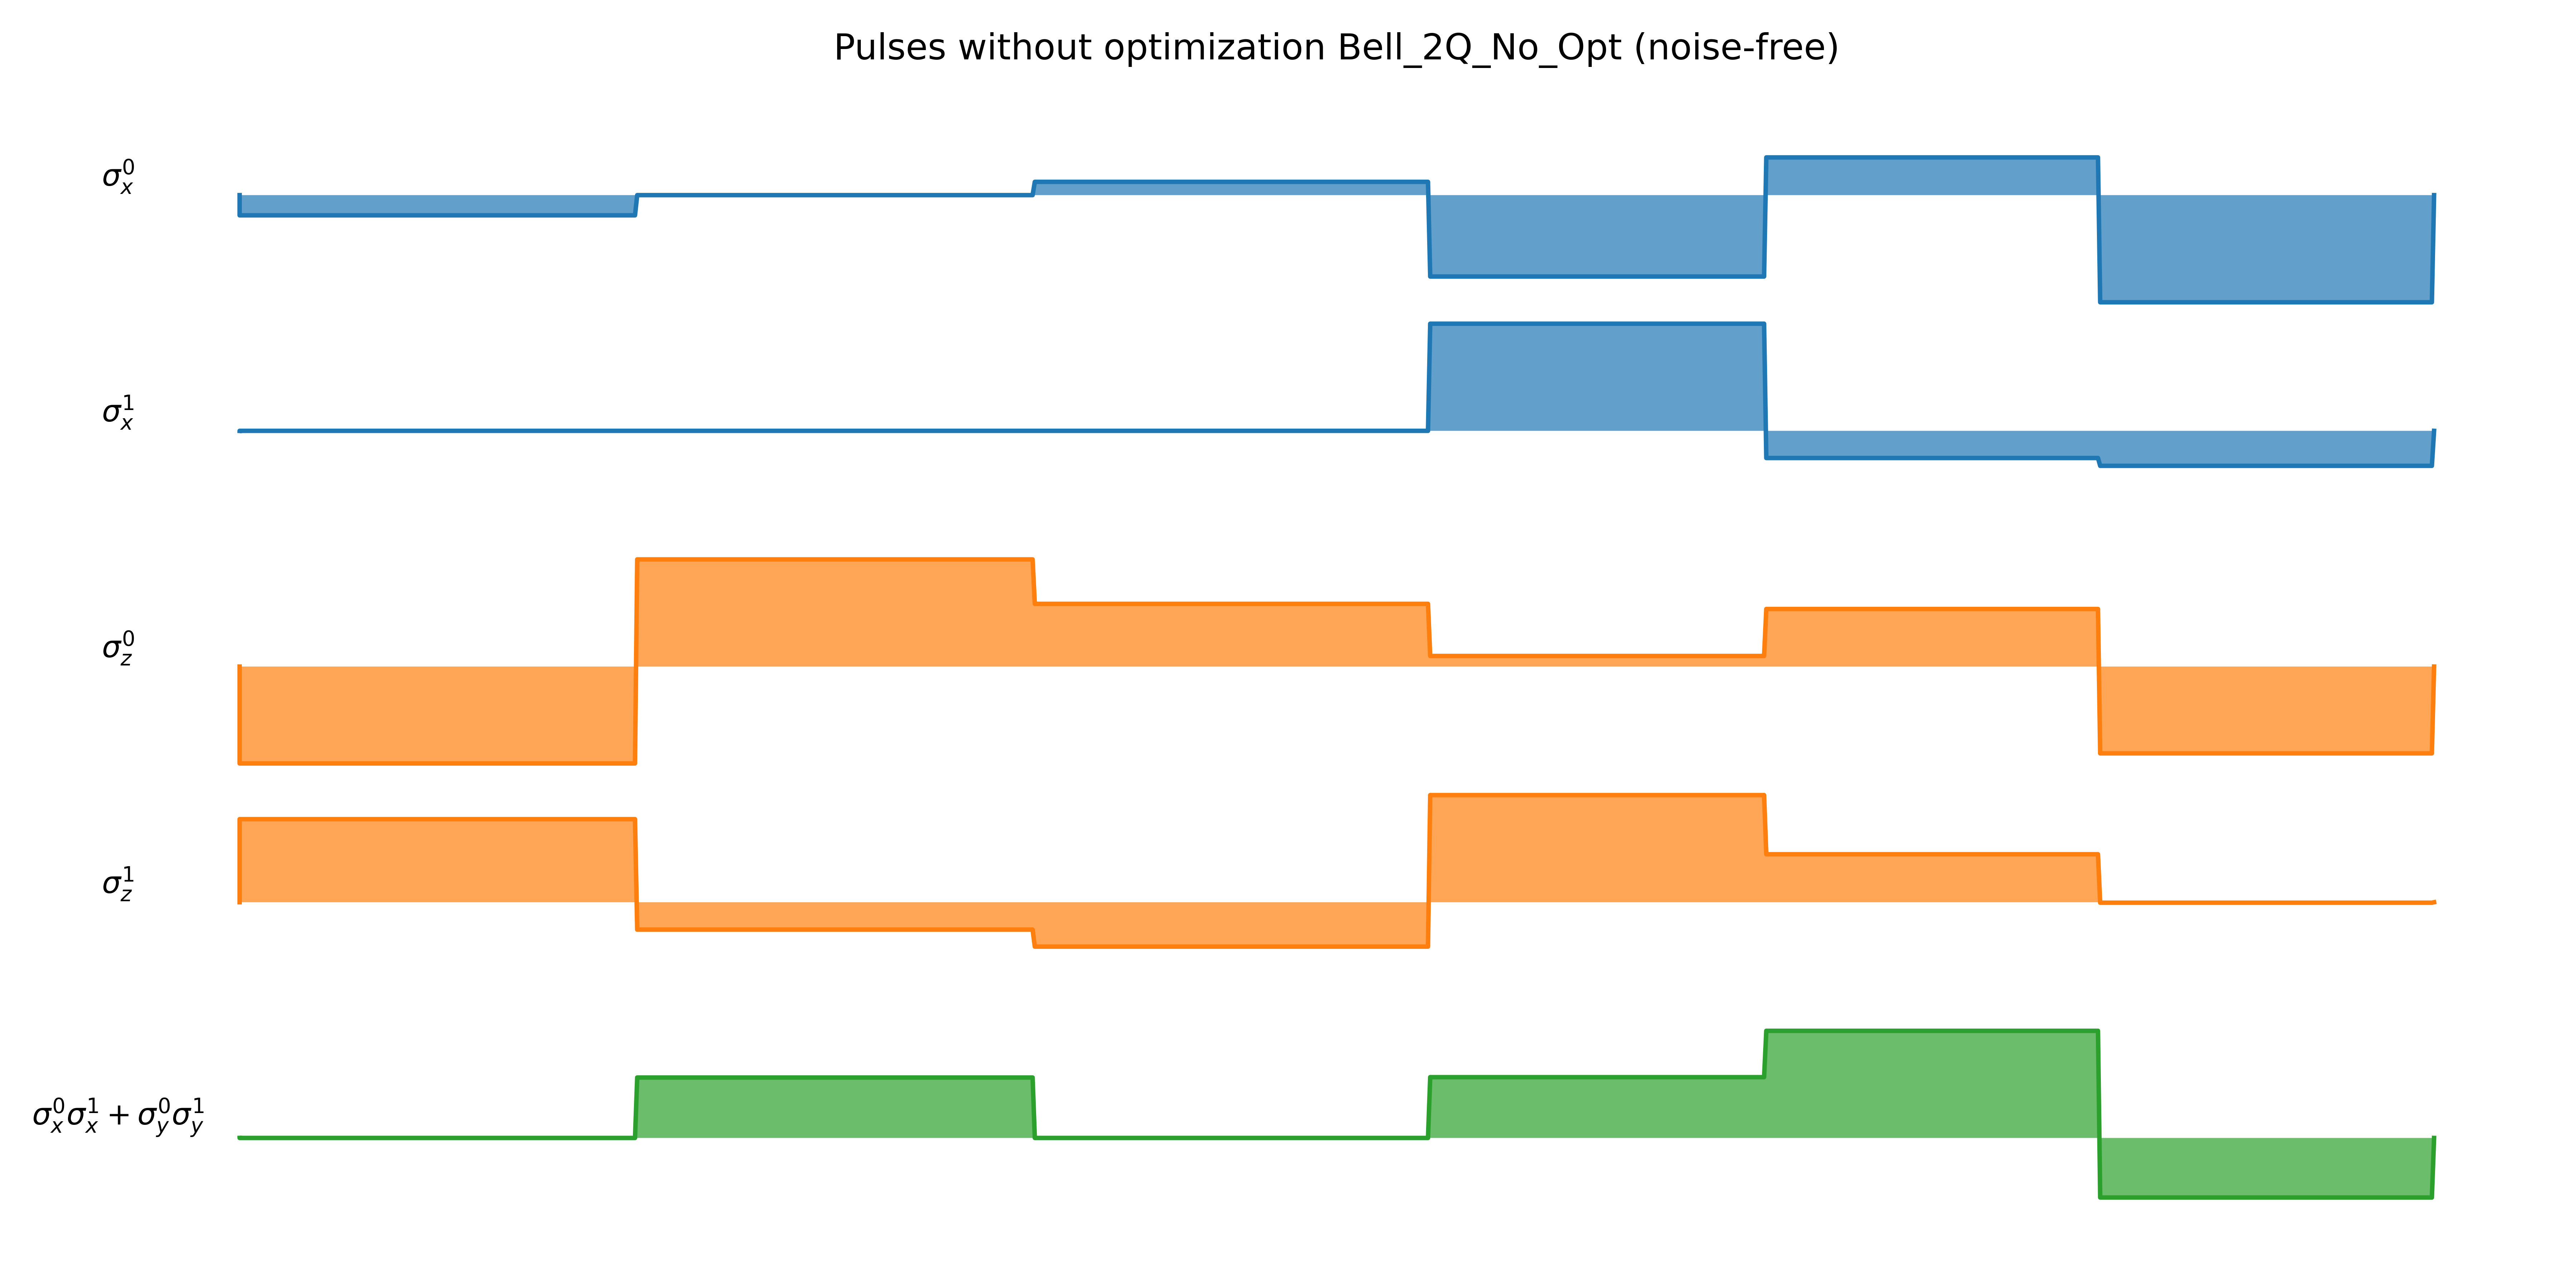 Pulses without optimization Bell_2Q_No_Opt (noise-free)
σ_x^0
σ_x^1
σ_z^0
σ_z^1
σ_x^0σ_x^1 + σ_y^0σ_y^1